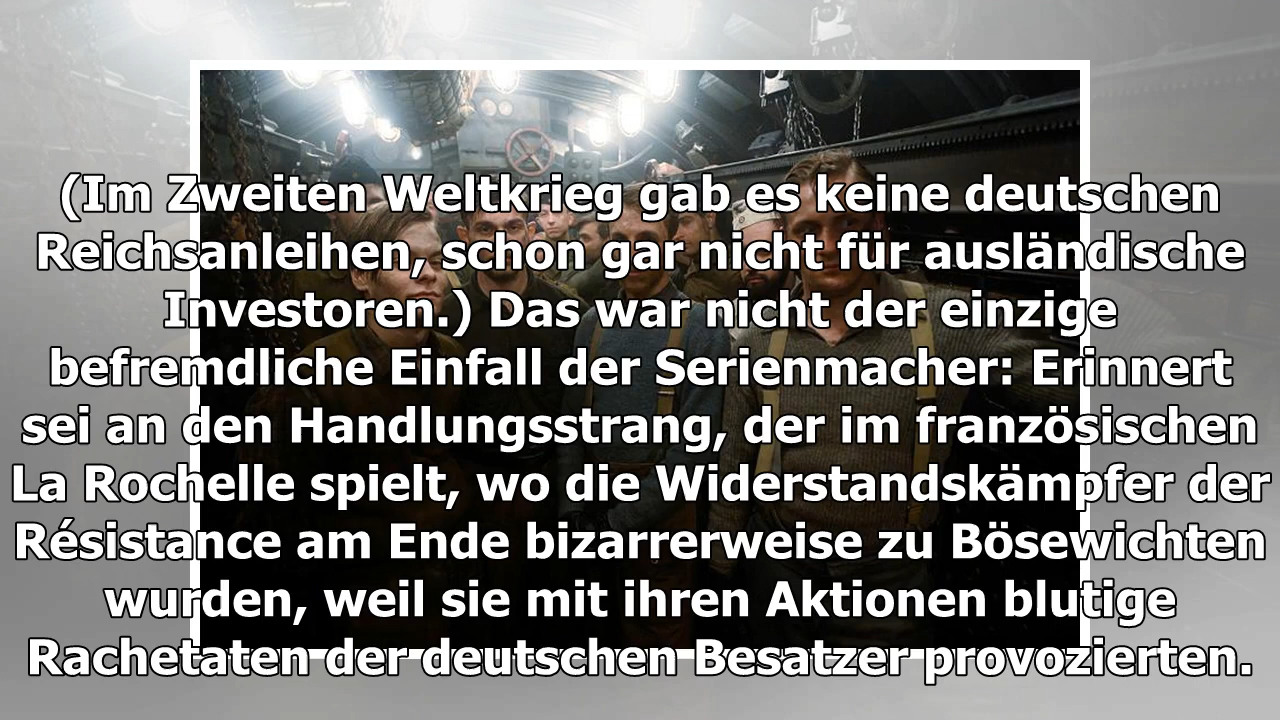 (Im Zweiten Weltkrieg gab es keine deutschen
Reichsanleihen, schon gar nicht für ausländische
Investoren.) Das war nicht der einzige
befremdliche Einfall der Serienmacher: Erinnert
sei an den Handlungsstrang, der im französischen
La Rochelle spielt, wo die Widerstandskämpfer der
Résistance am Ende bizarrerweise zu Bösewichten
wurden, weil sie mit ihren Aktionen blutige
Rachetaten der deutschen Besatzer provozierten.